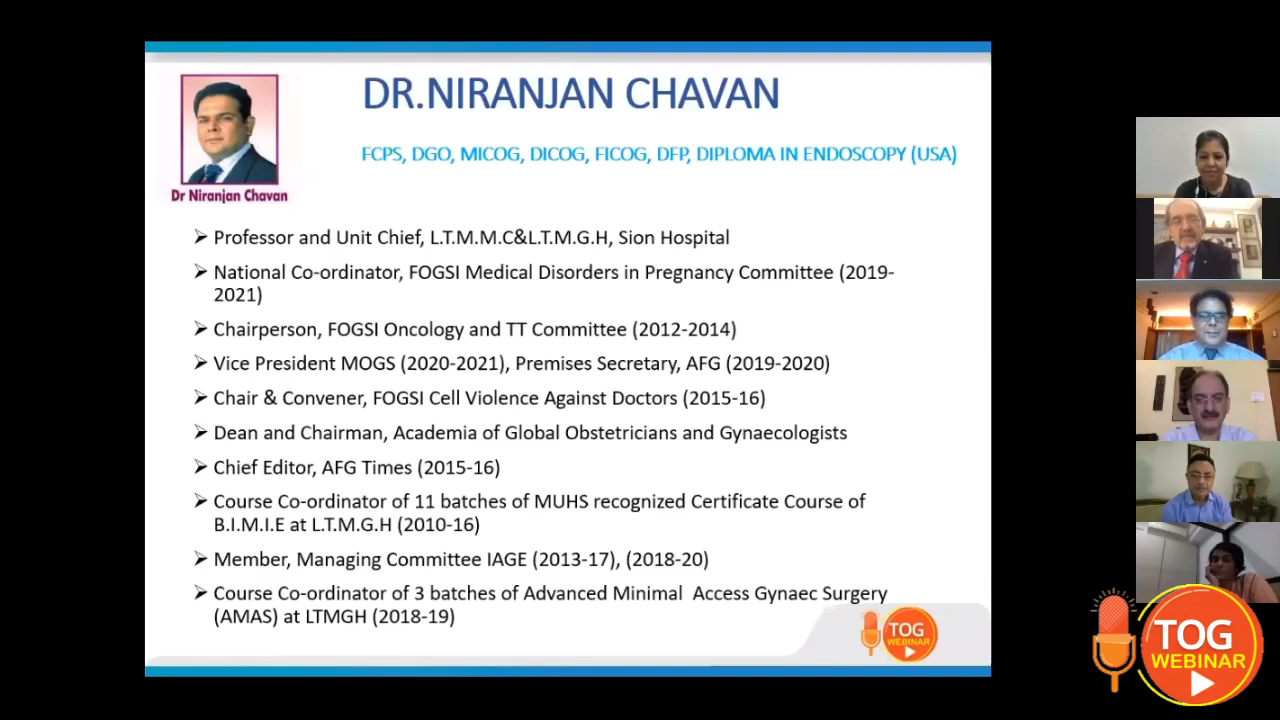 DR.NIRANJAN CHAVAN
FCPS, DGO, MICOG, DICOG, FICOG, DFP, DIPLOMA IN ENDOSCOPY (USA)
Dr Niranjan Chavan
➢ Professor and Unit Chief, L.T.M.M.C&L.T.M.G.H, Sion Hospital
➢ National Co-ordinator, FOGSI Medical Disorders in Pregnancy Committee (2019-
2021)
➢ Chairperson, FOGSI Oncology and TT Committee (2012-2014)
➢ Vice President MOGS (2020-2021), Premises Secretary, AFG (2019-2020)
➢ Chair & Convener, FOGSI Cell Violence Against Doctors (2015-16)
➢ Dean and Chairman, Academia of Global Obstetricians and Gynaecologists
➢ Chief Editor, AFG Times (2015-16)
➢ Course Co-ordinator of 11 batches of MUHS recognized Certificate Course of
B.I.M.I.E at L.T.M.G.H (2010-16)
➢ Member, Managing Committee IAGE (2013-17), (2018-20)
➢ Course Co-ordinator of 3 batches of Advanced Minimal  Access Gynaec Surgery
(AMAS) at LTMGH (2018-19)
TOG
WEBINAR
TOG
WEBINAR